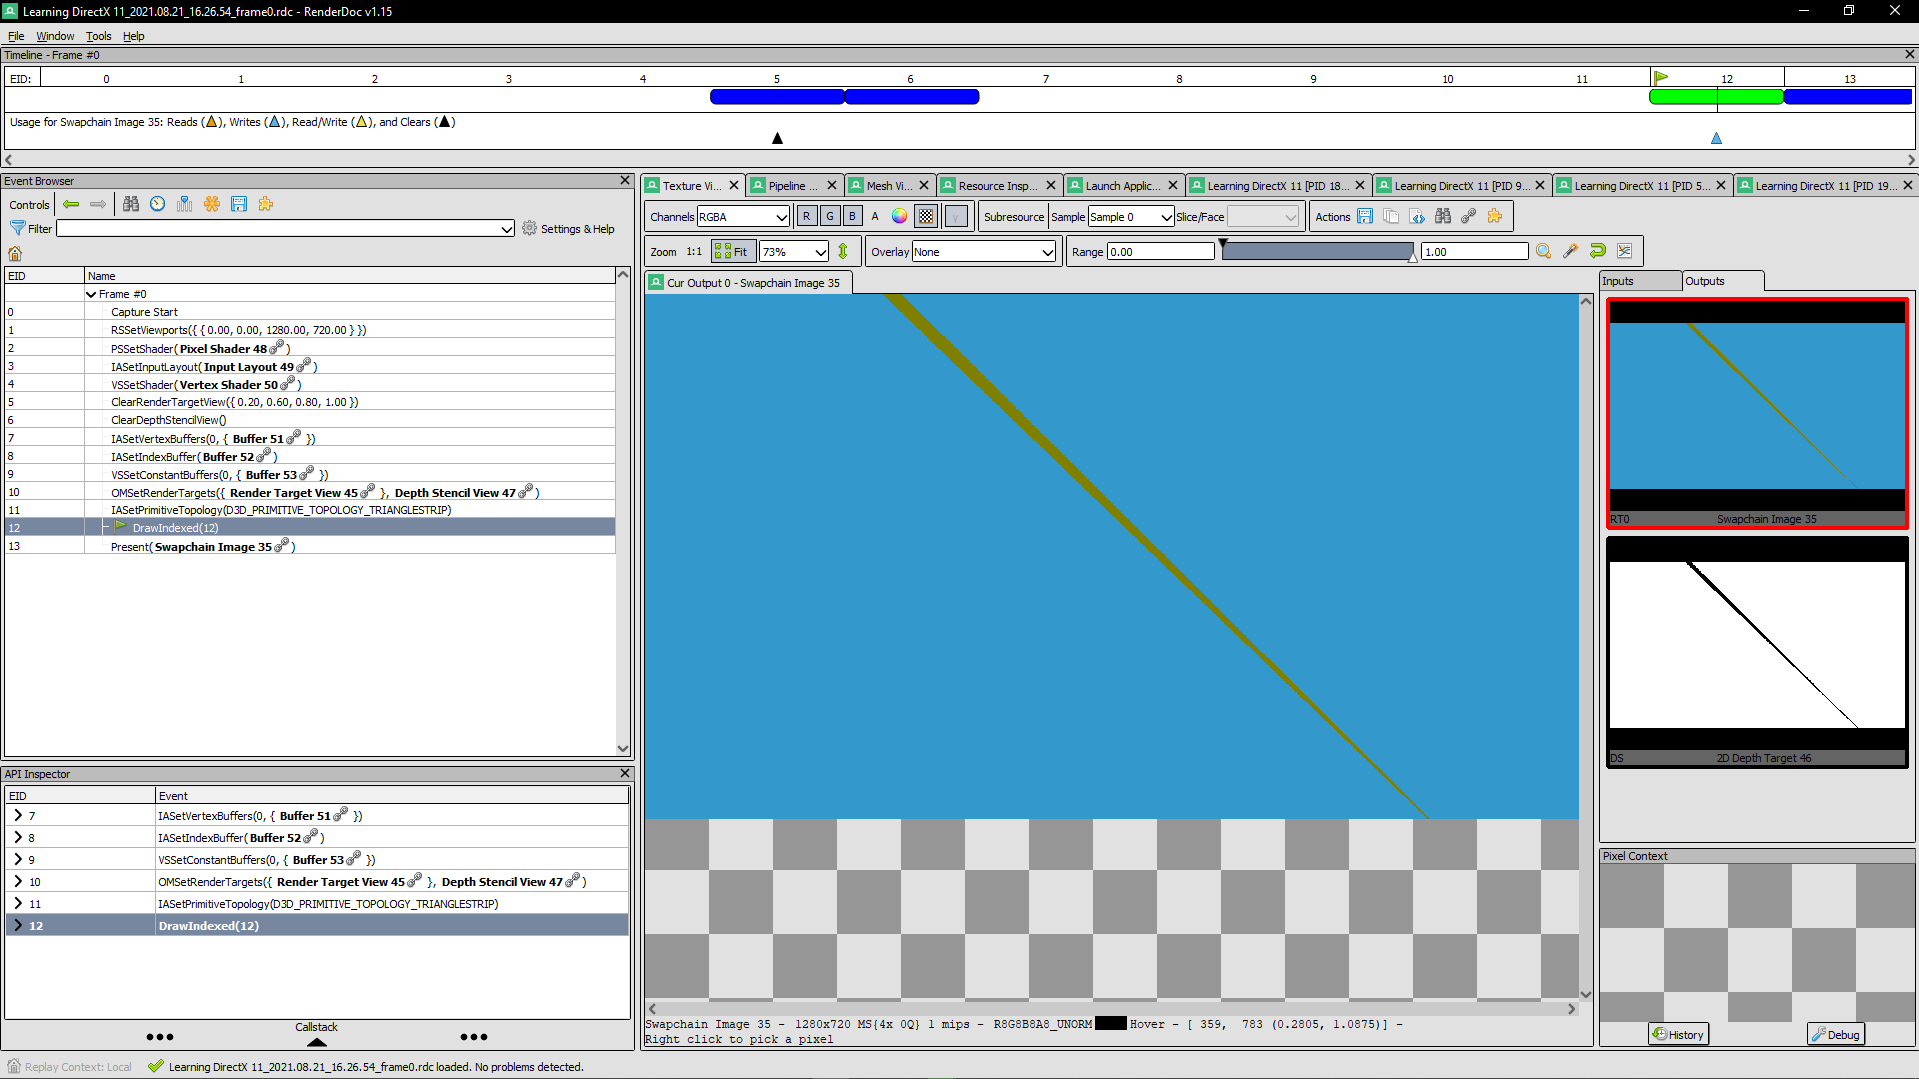 Learning DirectX 11_2021.08.21_16.26.54_frame0.rdc - RenderDoc v1.15
File Window Tools Help
Timeline - Frame #0
EID: 0 1 2 3 4 5 6 7 8 9 10 11 12 13
Usage for Swapchain Image 35: Reads ( ), Writes ( ), Read/Write ( ), and Clears ( )
Event Browser
Controls
Filter
Settings & Help
EID Name
Frame #0
0 Capture Start
1 RSSetViewports({ { 0.00, 0.00, 1280.00, 720.00 } })
2 PSSetShader( Pixel Shader 48 )
3 IASetInputLayout( Input Layout 49 )
4 VSSetShader( Vertex Shader 50 )
5 ClearRenderTargetView({ 0.20, 0.60, 0.80, 1.00 })
6 ClearDepthStencilView()
7 IASetVertexBuffers(0, { Buffer 51 })
8 IASetIndexBuffer( Buffer 52 )
9 VSSetConstantBuffers(0, { Buffer 53 })
10 OMSetRenderTargets({ Render Target View 45 }, Depth Stencil View 47 )
11 IASetPrimitiveTopology(D3D_PRIMITIVE_TOPOLOGY_TRIANGLESTRIP)
12 DrawIndexed(12)
13 Present( Swapchain Image 35 )
API Inspector
EID Event
7 IASetVertexBuffers(0, { Buffer 51 })
8 IASetIndexBuffer( Buffer 52 )
9 VSSetConstantBuffers(0, { Buffer 53 })
10 OMSetRenderTargets({ Render Target View 45 }, Depth Stencil View 47 )
11 IASetPrimitiveTopology(D3D_PRIMITIVE_TOPOLOGY_TRIANGLESTRIP)
12 DrawIndexed(12)
Callstack
Texture Vi... Pipeline ... Mesh Vi... Resource Insp... Launch Applic... Learning DirectX 11 [PID 18... Learning DirectX 11 [PID 9... Learning DirectX 11 [PID 5... Learning DirectX 11 [PID 19...
Channels RGBA R G B A γ Subresource Sample Sample 0 Slice/Face Actions
Zoom 1:1 Fit 73% Overlay None Range 0.00 1.00
Cur Output 0 - Swapchain Image 35
Inputs Outputs
RT0 Swapchain Image 35
DS 2D Depth Target 46
Pixel Context
History Debug
Swapchain Image 35 - 1280x720 MS{4x 0Q} 1 mips - R8G8B8A8_UNORM Hover - [ 359, 783 (0.2805, 1.0875)] -
Right click to pick a pixel
Replay Context: Local Learning DirectX 11_2021.08.21_16.26.54_frame0.rdc loaded. No problems detected.